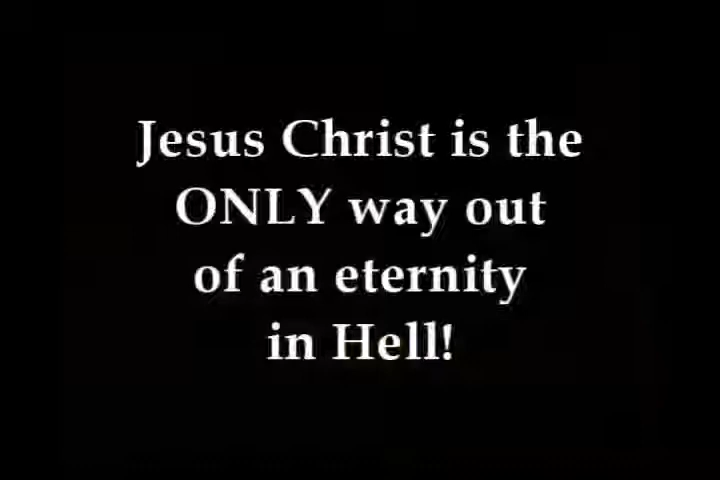 Jesus Christ is the
ONLY way out
of an eternity
in Hell!